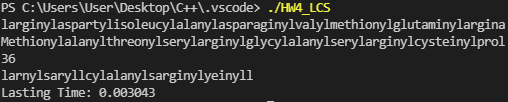 PS C:\Users\User\Desktop\C++\.vscode> ./HW4_LCS
larginylaspartylisoleucylalanylasparaginylvalylmethionylglutaminylargina
Methionylalanylthreonylserylarginylglycylalanylserylarginylcysteinylprol
36
larnylsaryllcylalanylsarginylyeinyll
Lasting Time: 0.003043